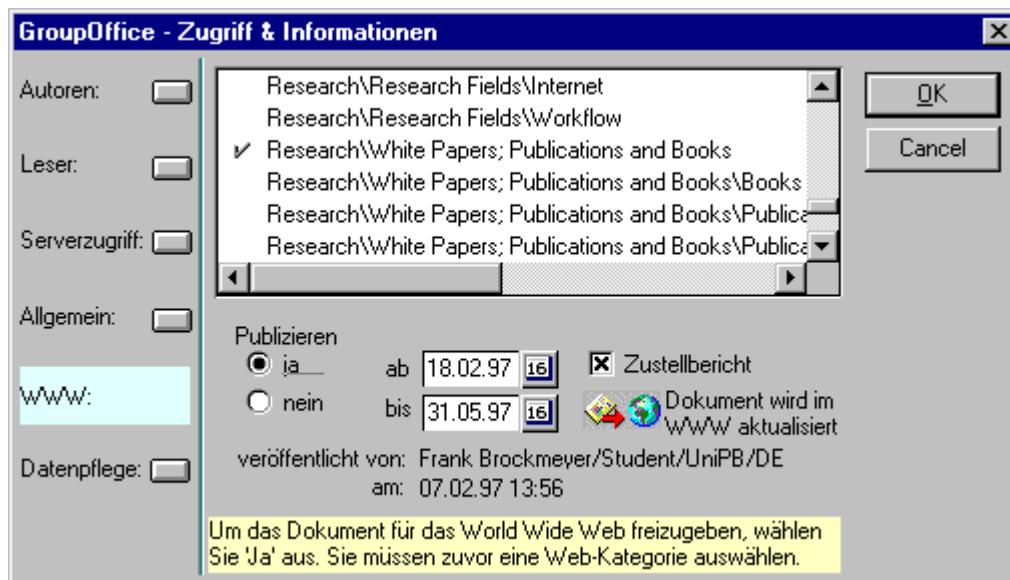 GroupOffice - Zugriff & Informationen
Autoren:
Leser:
Serverzugriff:
Allgemein:
WWW:
Datenpflege:
Research\Research Fields\Internet
Research\Research Fields\Workflow
Research\White Papers; Publications and Books
Research\White Papers; Publications and Books\Books
Research\White Papers; Publications and Books\Publica
Research\White Papers; Publications and Books\Publica
OK
Cancel
Publizieren
ja
nein
ab 18.02.97 16
bis 31.05.97 16
Zustellbericht
Dokument wird im
WWW aktualisiert
veröffentlicht von: Frank Brockmeyer/Student/UniPB/DE
am: 07.02.97 13:56
Um das Dokument für das World Wide Web freizugeben, wählen
Sie 'Ja' aus. Sie müssen zuvor eine Web-Kategorie auswählen.